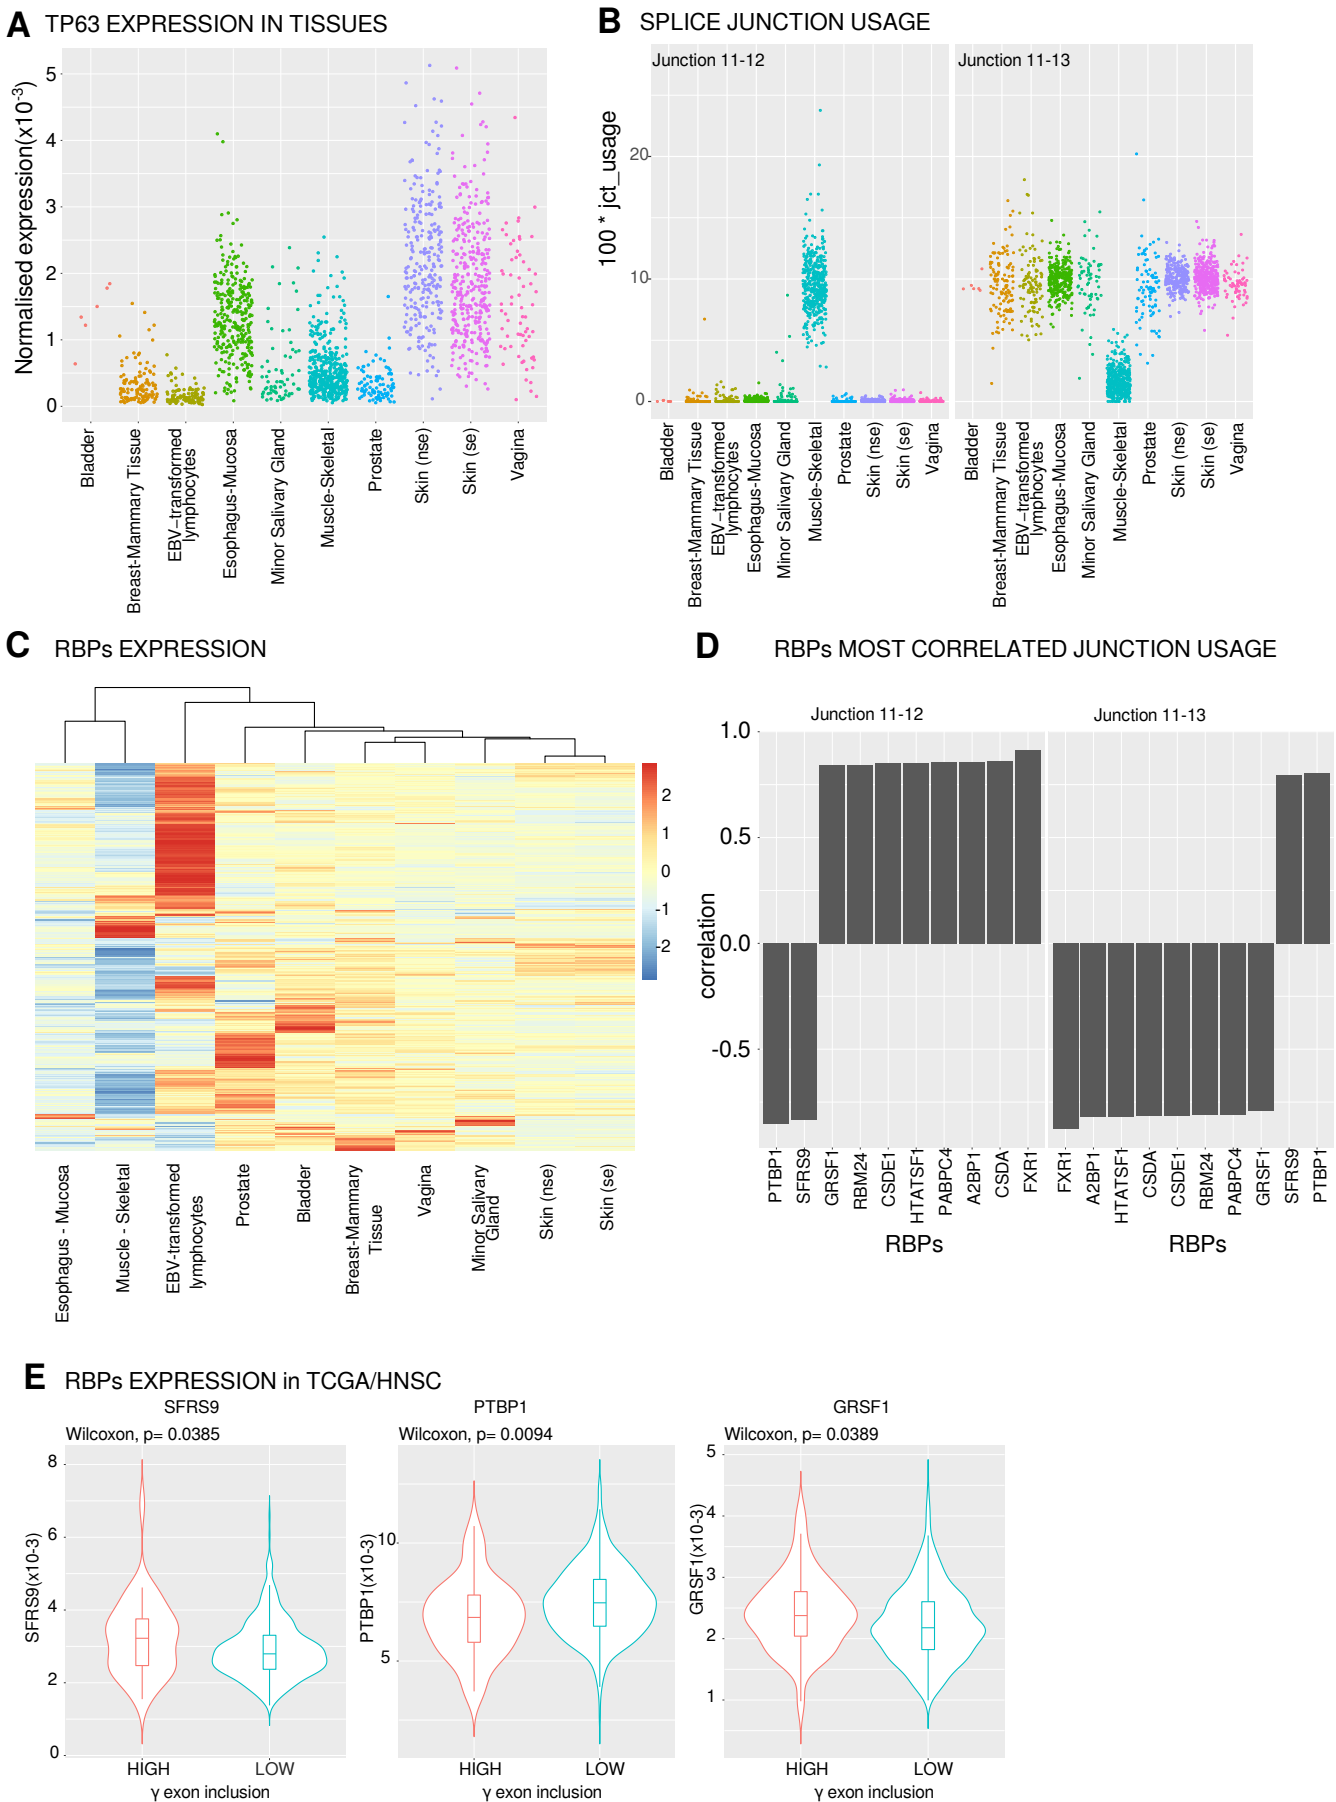 A TP63 EXPRESSION IN TISSUES
Normalised expression(x10-3)
5
4
3
2
1
0
Bladder
Breast-Mammary Tissue
EBV-transformed
lymphocytes
Esophagus-Mucosa
Minor Salivary Gland
Muscle-Skeletal
Prostate
Skin (nse)
Skin (se)
Vagina
B SPLICE JUNCTION USAGE
Junction 11-12
Junction 11-13
100 * jct_usage
20
10
0
Bladder
Breast-Mammary Tissue
EBV-transformed
lymphocytes
Esophagus-Mucosa
Minor Salivary Gland
Muscle-Skeletal
Prostate
Skin (nse)
Skin (se)
Vagina
Bladder
Breast-Mammary Tissue
EBV-transformed
lymphocytes
Esophagus-Mucosa
Minor Salivary Gland
Muscle-Skeletal
Prostate
Skin (nse)
Skin (se)
Vagina
C RBPs EXPRESSION
2
1
0
-1
-2
Esophagus - Mucosa
Muscle - Skeletal
EBV-transformed
lymphocytes
Prostate
Bladder
Breast-Mammary
Tissue
Vagina
Minor Salivary
Gland
Skin (nse)
Skin (se)
D RBPs MOST CORRELATED JUNCTION USAGE
Junction 11-12
Junction 11-13
correlation
1.0
0.5
0.0
-0.5
PTBP1
SFRS9
GRSF1
RBM24
CSDE1
HTATSF1
PABPC4
A2BP1
CSDA
FXR1
FXR1
A2BP1
HTATSF1
CSDA
CSDE1
RBM24
PABPC4
GRSF1
SFRS9
PTBP1
RBPs
RBPs
E RBPs EXPRESSION in TCGA/HNSC
SFRS9
Wilcoxon, p= 0.0385
SFRS9(x10-3)
8
6
4
2
0
HIGH
LOW
γ exon inclusion
PTBP1
Wilcoxon, p= 0.0094
PTBP1(x10-3)
10
5
HIGH
LOW
γ exon inclusion
GRSF1
Wilcoxon, p= 0.0389
GRSF1(x10-3)
5
4
3
2
1
HIGH
LOW
γ exon inclusion